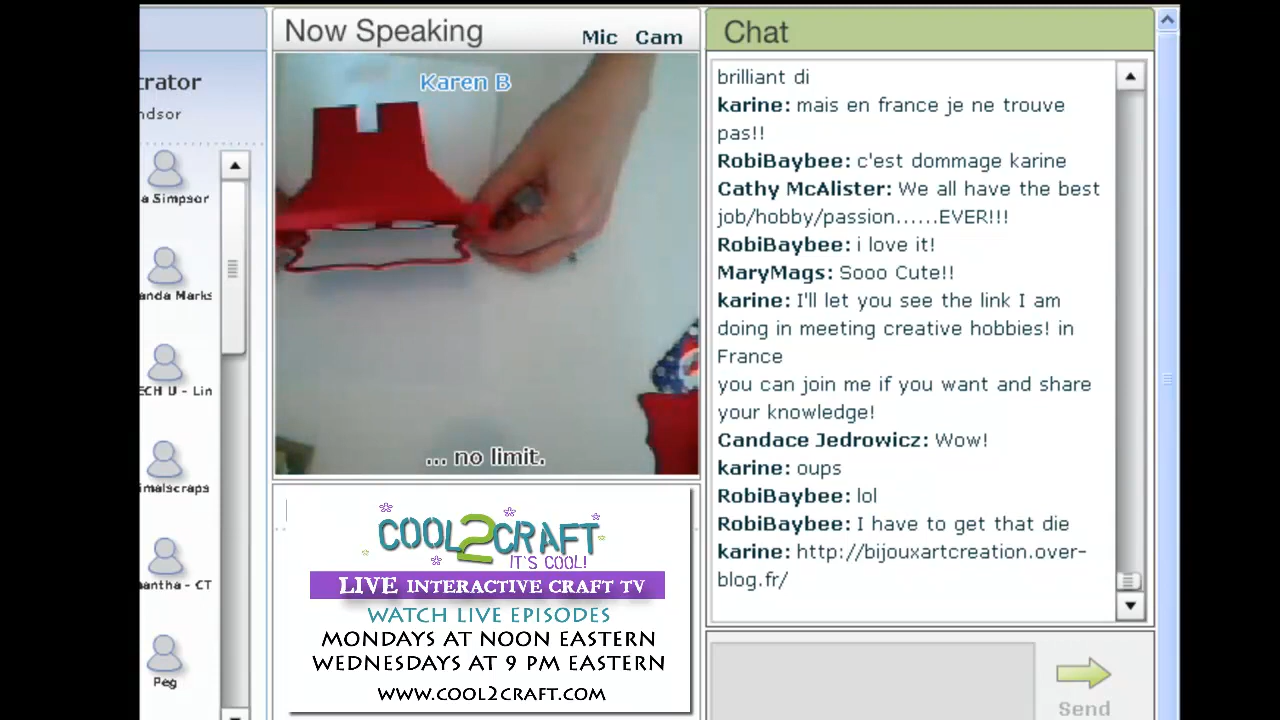 trator
ndsor
a Simpsor
anda Marks
ECH U - Lin
imalscraps
antha - CT
Peg
Now Speaking
Mic Cam
Karen B
... no limit.
COOL2CRAFT
IT'S COOL!
LIVE INTERACTIVE CRAFT TV
WATCH LIVE EPISODES
MONDAYS AT NOON EASTERN
WEDNESDAYS AT 9 PM EASTERN
WWW.COOL2CRAFT.COM
Chat
brilliant di
karine: mais en france je ne trouve
pas!!
RobiBaybee: c'est dommage karine
Cathy McAlister: We all have the best
job/hobby/passion......EVER!!!
RobiBaybee: i love it!
MaryMags: Sooo Cute!!
karine: I'll let you see the link I am
doing in meeting creative hobbies! in
France
you can join me if you want and share
your knowledge!
Candace Jedrowicz: Wow!
karine: oups
RobiBaybee: lol
RobiBaybee: I have to get that die
karine: http://bijouxartcreation.over-
blog.fr/
Send